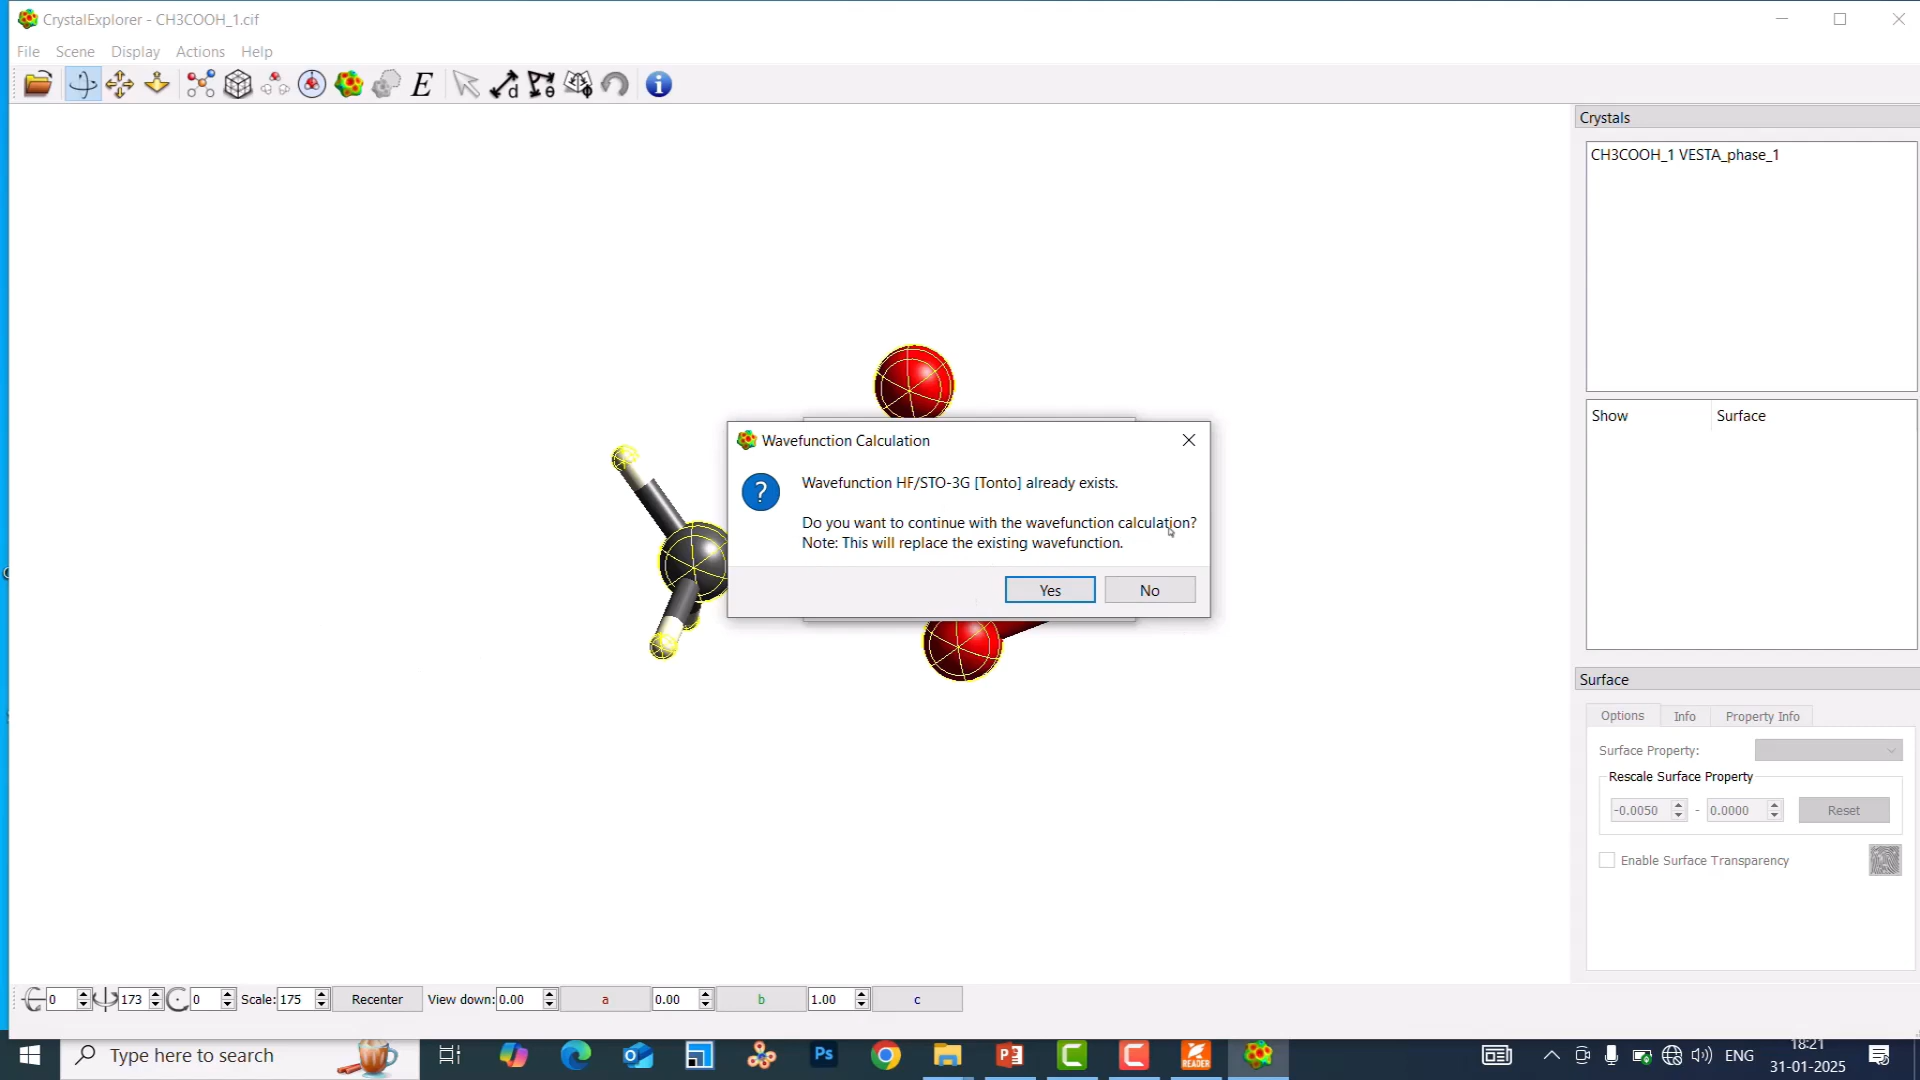 CrystalExplorer - CH3COOH_1.cif
File Scene Display Actions Help
E d θ φ i
Crystals
CH3COOH_1 VESTA_phase_1
Show Surface
Wavefunction Calculation
?
Wavefunction HF/STO-3G [Tonto] already exists.
Do you want to continue with the wavefunction calculation?
Note: This will replace the existing wavefunction.
Yes No
Surface
Options Info Property Info
Surface Property:
Rescale Surface Property
-0.0050 - 0.0000 Reset
Enable Surface Transparency
0 173 0 Scale: 175 Recenter View down: 0.00 a 0.00 b 1.00 c
Type here to search
Ps
READER
ENG
18:21
31-01-2025